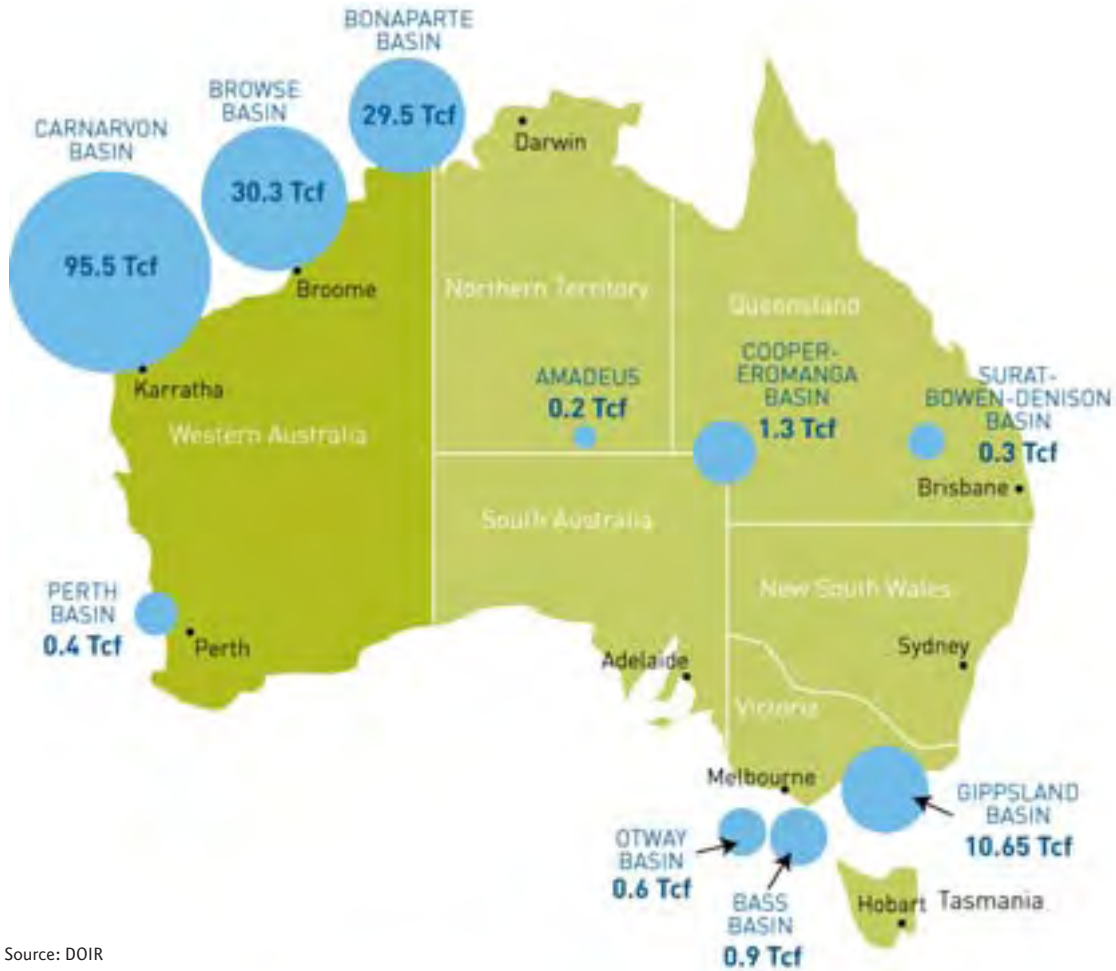 BONAPARTE
BASIN
29.5 Tcf
BROWSE
BASIN
30.3 Tcf
CARNARVON
BASIN
95.5 Tcf
Darwin
Broome
Karratha
Northern Territory
Queensland
Western Australia
AMADEUS
0.2 Tcf
COOPER-
EROMANGA
BASIN
1.3 Tcf
SURAT-
BOWEN-DENISON
BASIN
0.3 Tcf
Brisbane
South Australia
New South Wales
PERTH
BASIN
0.4 Tcf
Perth
Adelaide
Sydney
Victoria
Melbourne
GIPPSLAND
BASIN
10.65 Tcf
OTWAY
BASIN
0.6 Tcf
BASS
BASIN
0.9 Tcf
Hobart
Tasmania
Source: DOIR